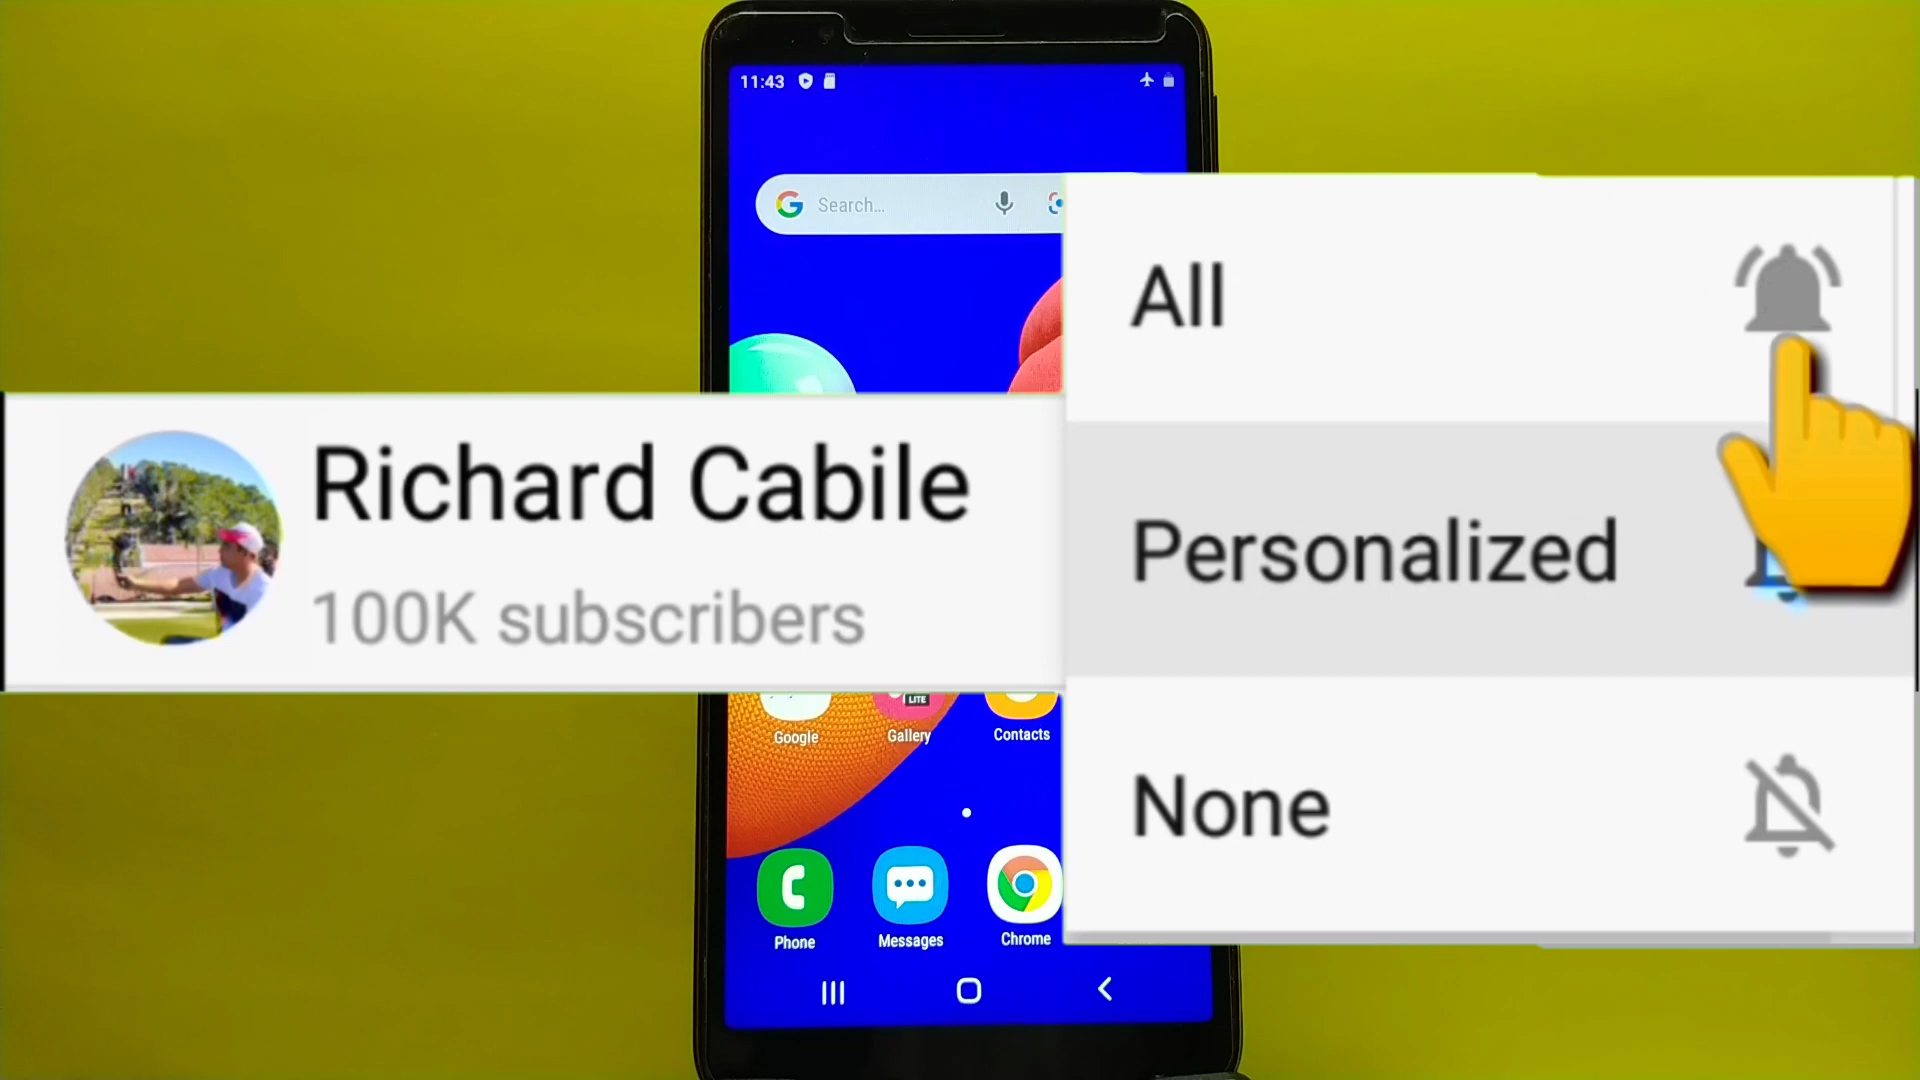 11:43
Search...
All
Richard Cabile
100K subscribers
Personalized
LITE
Google
Gallery
Contacts
None
Phone
Messages
Chrome